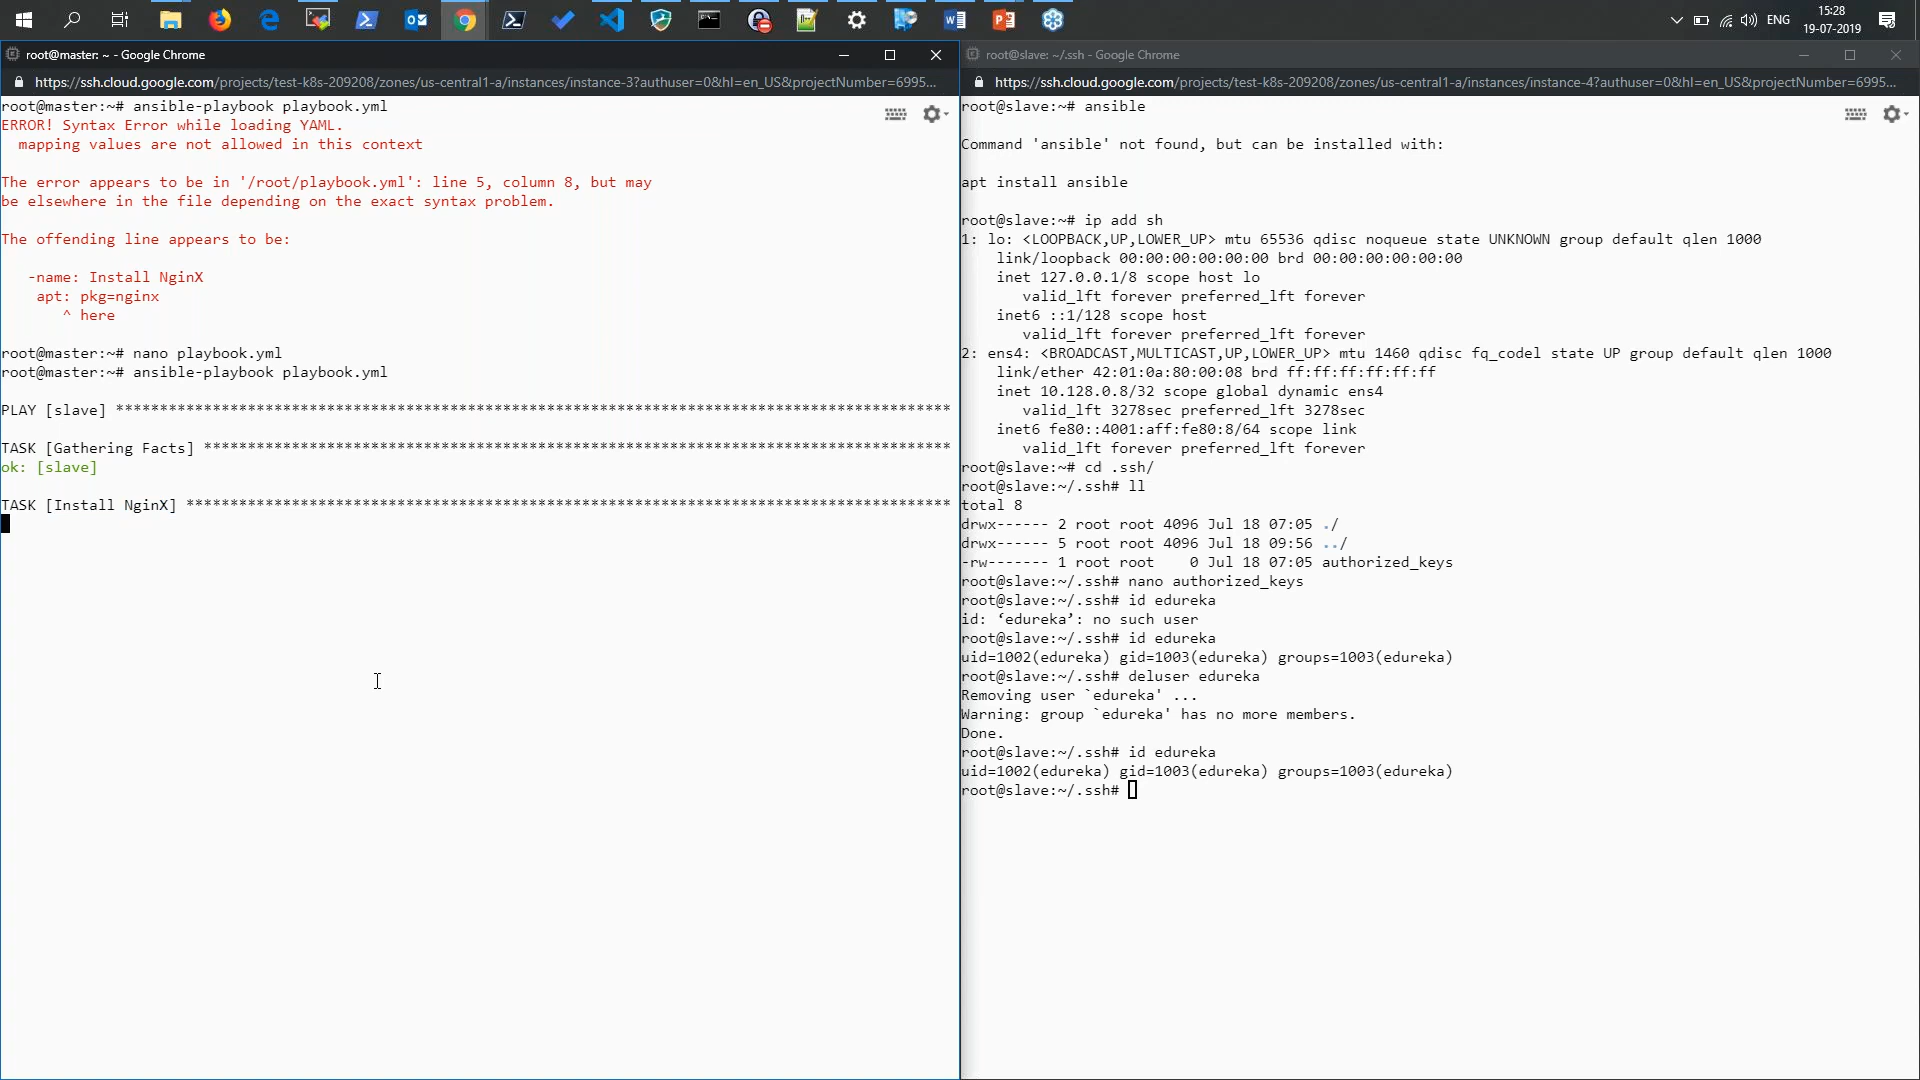 15:28
ENG
19-07-2019
root@master: ~ - Google Chrome
https://ssh.cloud.google.com/projects/test-k8s-209208/zones/us-central1-a/instances/instance-3?authuser=0&hl=en_US&projectNumber=6995...
root@master:~# ansible-playbook playbook.yml
ERROR! Syntax Error while loading YAML.
  mapping values are not allowed in this context

The error appears to be in '/root/playbook.yml': line 5, column 8, but may
be elsewhere in the file depending on the exact syntax problem.

The offending line appears to be:

   -name: Install NginX
    apt: pkg=nginx
       ^ here

root@master:~# nano playbook.yml
root@master:~# ansible-playbook playbook.yml

PLAY [slave] ***********************************************************************************************

TASK [Gathering Facts] *************************************************************************************
ok: [slave]

TASK [Install NginX] ***************************************************************************************
root@slave: ~/.ssh - Google Chrome
https://ssh.cloud.google.com/projects/test-k8s-209208/zones/us-central1-a/instances/instance-4?authuser=0&hl=en_US&projectNumber=6995...
root@slave:~# ansible

Command 'ansible' not found, but can be installed with:

apt install ansible

root@slave:~# ip add sh
1: lo: <LOOPBACK,UP,LOWER_UP> mtu 65536 qdisc noqueue state UNKNOWN group default qlen 1000
    link/loopback 00:00:00:00:00:00 brd 00:00:00:00:00:00
    inet 127.0.0.1/8 scope host lo
       valid_lft forever preferred_lft forever
    inet6 ::1/128 scope host
       valid_lft forever preferred_lft forever
2: ens4: <BROADCAST,MULTICAST,UP,LOWER_UP> mtu 1460 qdisc fq_codel state UP group default qlen 1000
    link/ether 42:01:0a:80:00:08 brd ff:ff:ff:ff:ff:ff
    inet 10.128.0.8/32 scope global dynamic ens4
       valid_lft 3278sec preferred_lft 3278sec
    inet6 fe80::4001:aff:fe80:8/64 scope link
       valid_lft forever preferred_lft forever
root@slave:~# cd .ssh/
root@slave:~/.ssh# ll
total 8
drwx------ 2 root root 4096 Jul 18 07:05 ./
drwx------ 5 root root 4096 Jul 18 09:56 ../
-rw------- 1 root root    0 Jul 18 07:05 authorized_keys
root@slave:~/.ssh# nano authorized_keys
root@slave:~/.ssh# id edureka
id: ‘edureka’: no such user
root@slave:~/.ssh# id edureka
uid=1002(edureka) gid=1003(edureka) groups=1003(edureka)
root@slave:~/.ssh# deluser edureka
Removing user `edureka' ...
Warning: group `edureka' has no more members.
Done.
root@slave:~/.ssh# id edureka
uid=1002(edureka) gid=1003(edureka) groups=1003(edureka)
root@slave:~/.ssh#